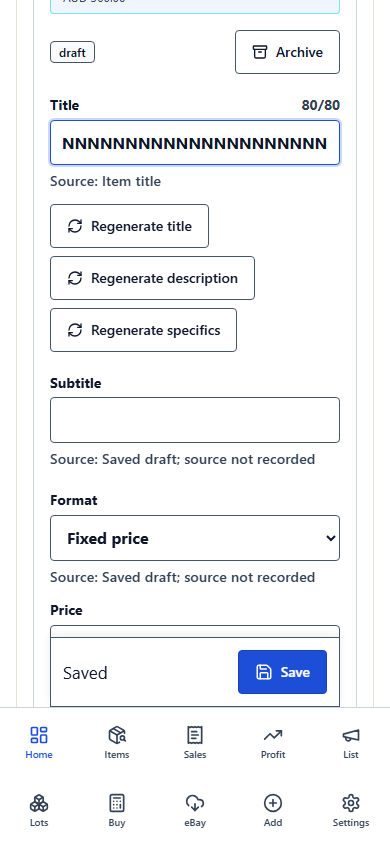 draft
Archive
Title 80/80
NNNNNNNNNNNNNNNNNNNNN
Source: Item title
Regenerate title
Regenerate description
Regenerate specifics
Subtitle
Source: Saved draft; source not recorded
Format
Fixed price
Source: Saved draft; source not recorded
Price
Saved Save
Home Items Sales Profit List
Lots Buy eBay Add Settings